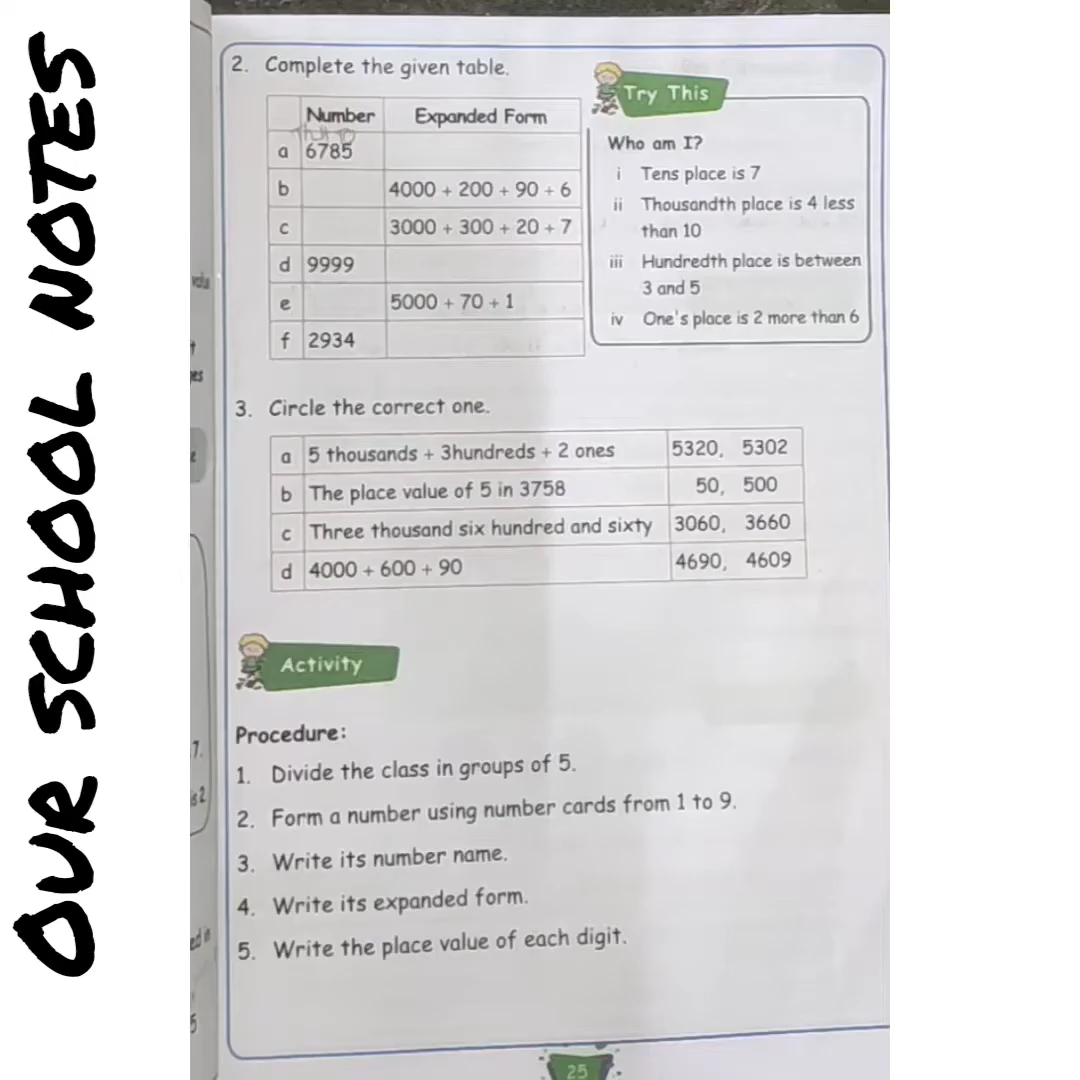 OUR SCHOOL NOTES
2. Complete the given table.
Number Expanded Form
a 6785
b 4000 + 200 + 90 + 6
c 3000 + 300 + 20 + 7
d 9999
e 5000 + 70 + 1
f 2934
Try This
Who am I?
i Tens place is 7
ii Thousandth place is 4 less
than 10
iii Hundredth place is between
3 and 5
iv One's place is 2 more than 6
3. Circle the correct one.
a 5 thousands + 3hundreds + 2 ones 5320, 5302
b The place value of 5 in 3758 50, 500
c Three thousand six hundred and sixty 3060, 3660
d 4000 + 600 + 90 4690, 4609
Activity
Procedure:
1. Divide the class in groups of 5.
2. Form a number using number cards from 1 to 9.
3. Write its number name.
4. Write its expanded form.
5. Write the place value of each digit.
25